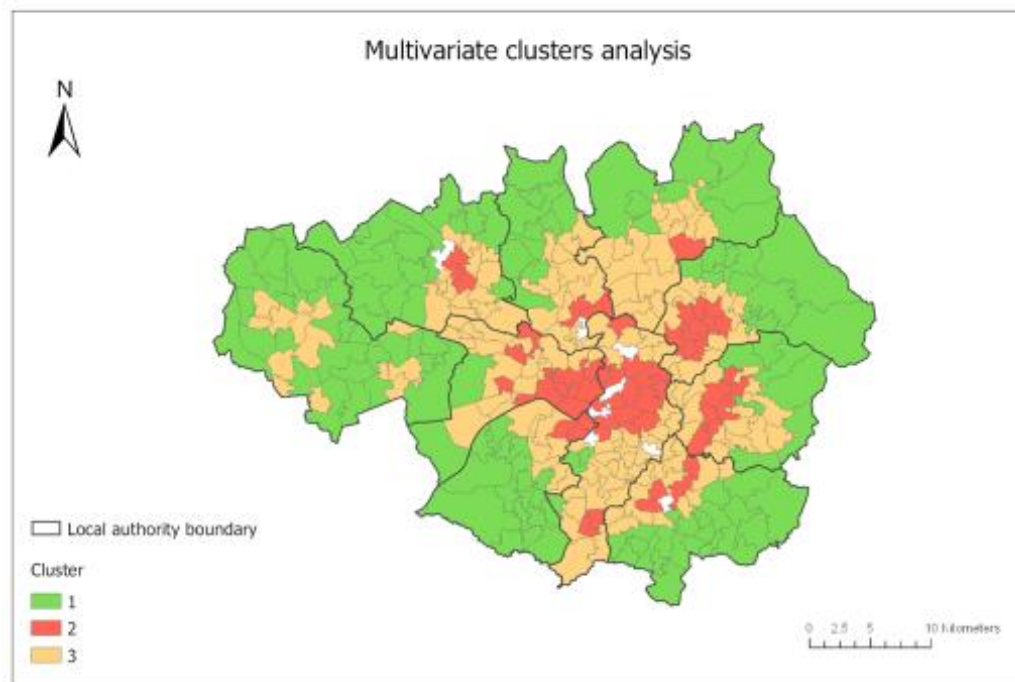 Multivariate clusters analysis
N
Local authority boundary
Cluster
1
2
3
0 2.5 5 10 Kilometers